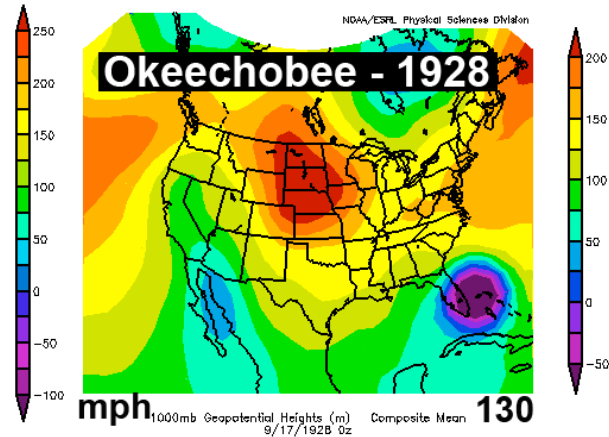 NOAA/ESRL Physical Sciences Division
Okeechobee - 1928
250
200
150
100
50
0
-50
-100
200
150
100
50
0
-50
mph 130
1000mb Geopotential Heights (m) Composite Mean
9/17/1928 0z